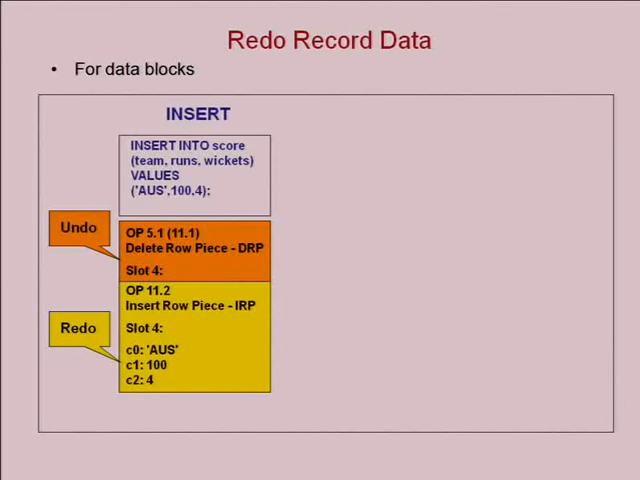 Redo Record Data
• For data blocks
INSERT
INSERT INTO score
(team, runs, wickets)
VALUES
('AUS',100,4):
Undo
OP 5.1 (11.1)
Delete Row Piece - DRP
Slot 4:
OP 11.2
Insert Row Piece - IRP
Redo
Slot 4:
c0: 'AUS'
c1: 100
c2: 4